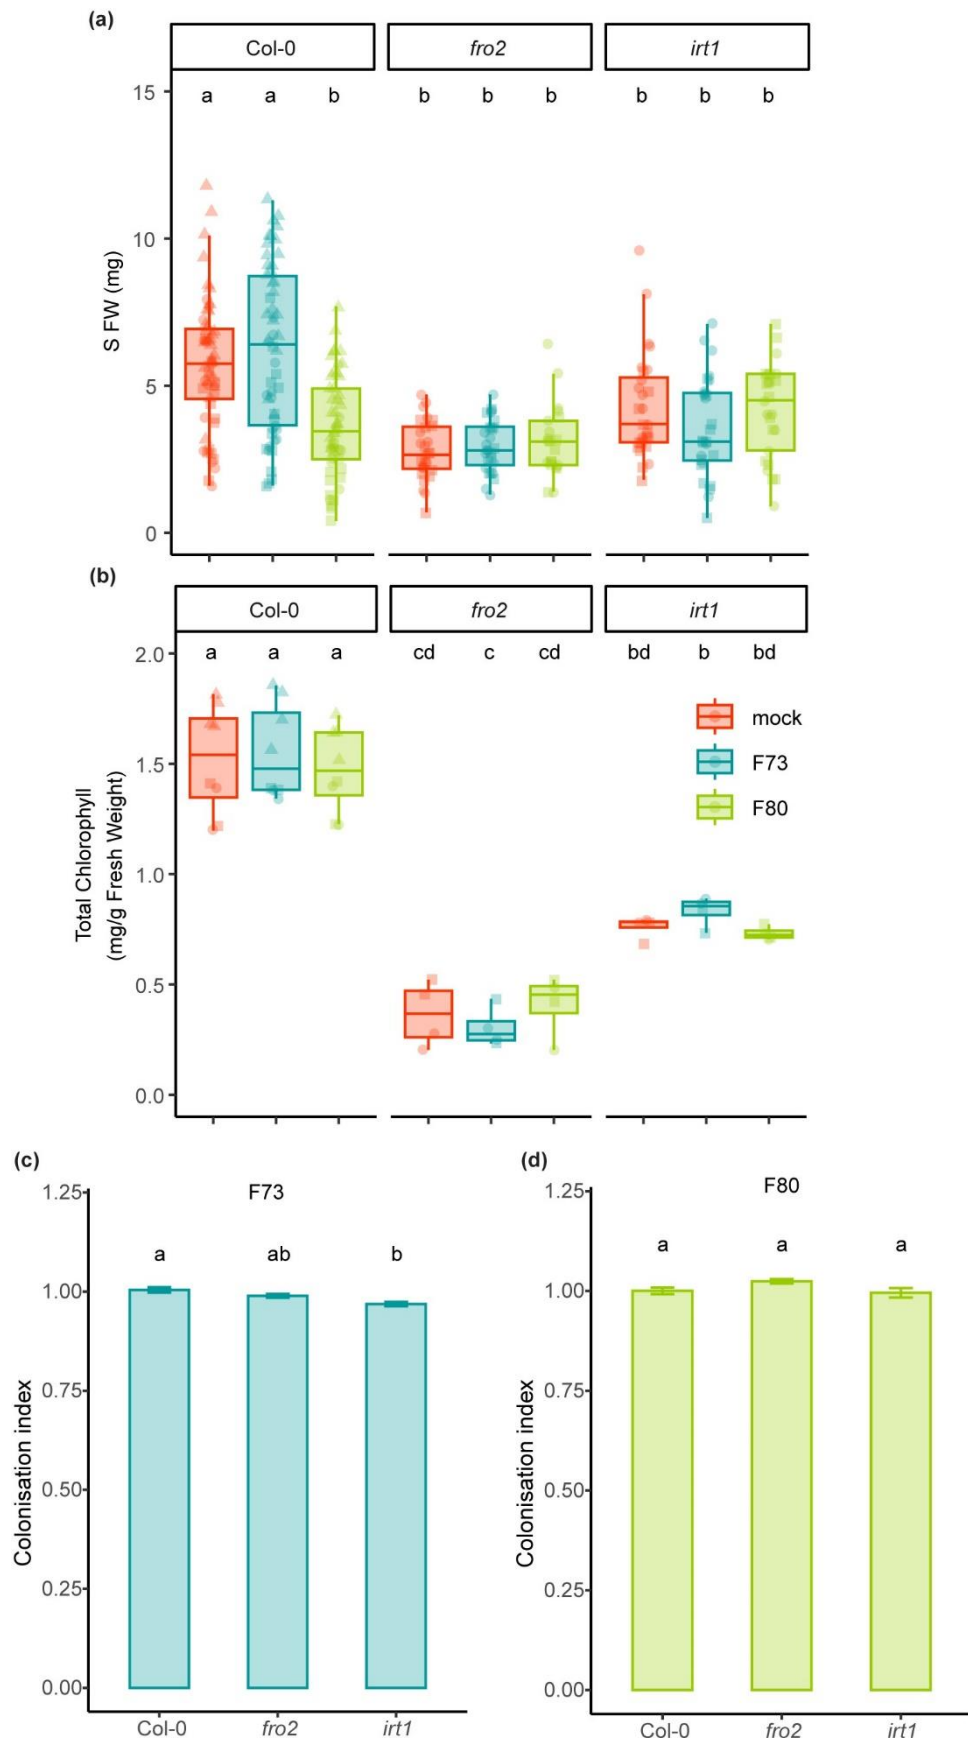 (a)
Col-0 fro2 irt1
a a b b b b b b b
15
10
5
0
S FW (mg)
(b)
Col-0 fro2 irt1
a a a cd c cd bd b bd
2.0
1.5
1.0
0.5
0.0
Total Chlorophyll
(mg/g Fresh Weight)
mock
F73
F80
(c)
F73
a ab b
1.25
1.00
0.75
0.50
0.25
0.00
Colonisation index
Col-0 fro2 irt1
(d)
F80
a a a
1.25
1.00
0.75
0.50
0.25
0.00
Colonisation index
Col-0 fro2 irt1